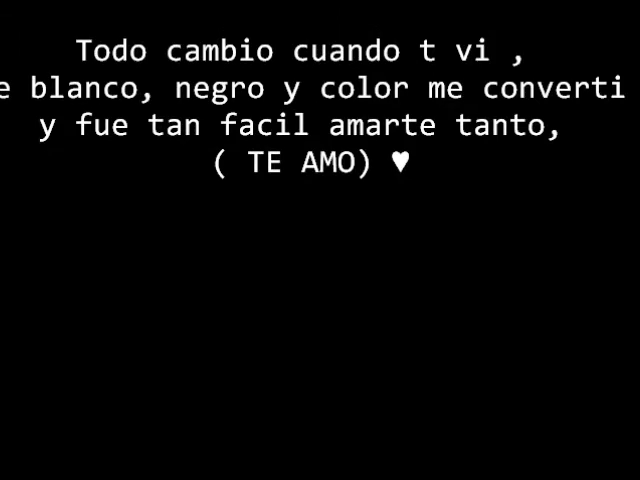 Todo cambio cuando t vi ,
e blanco, negro y color me converti
y fue tan facil amarte tanto,
( TE AMO) ♥